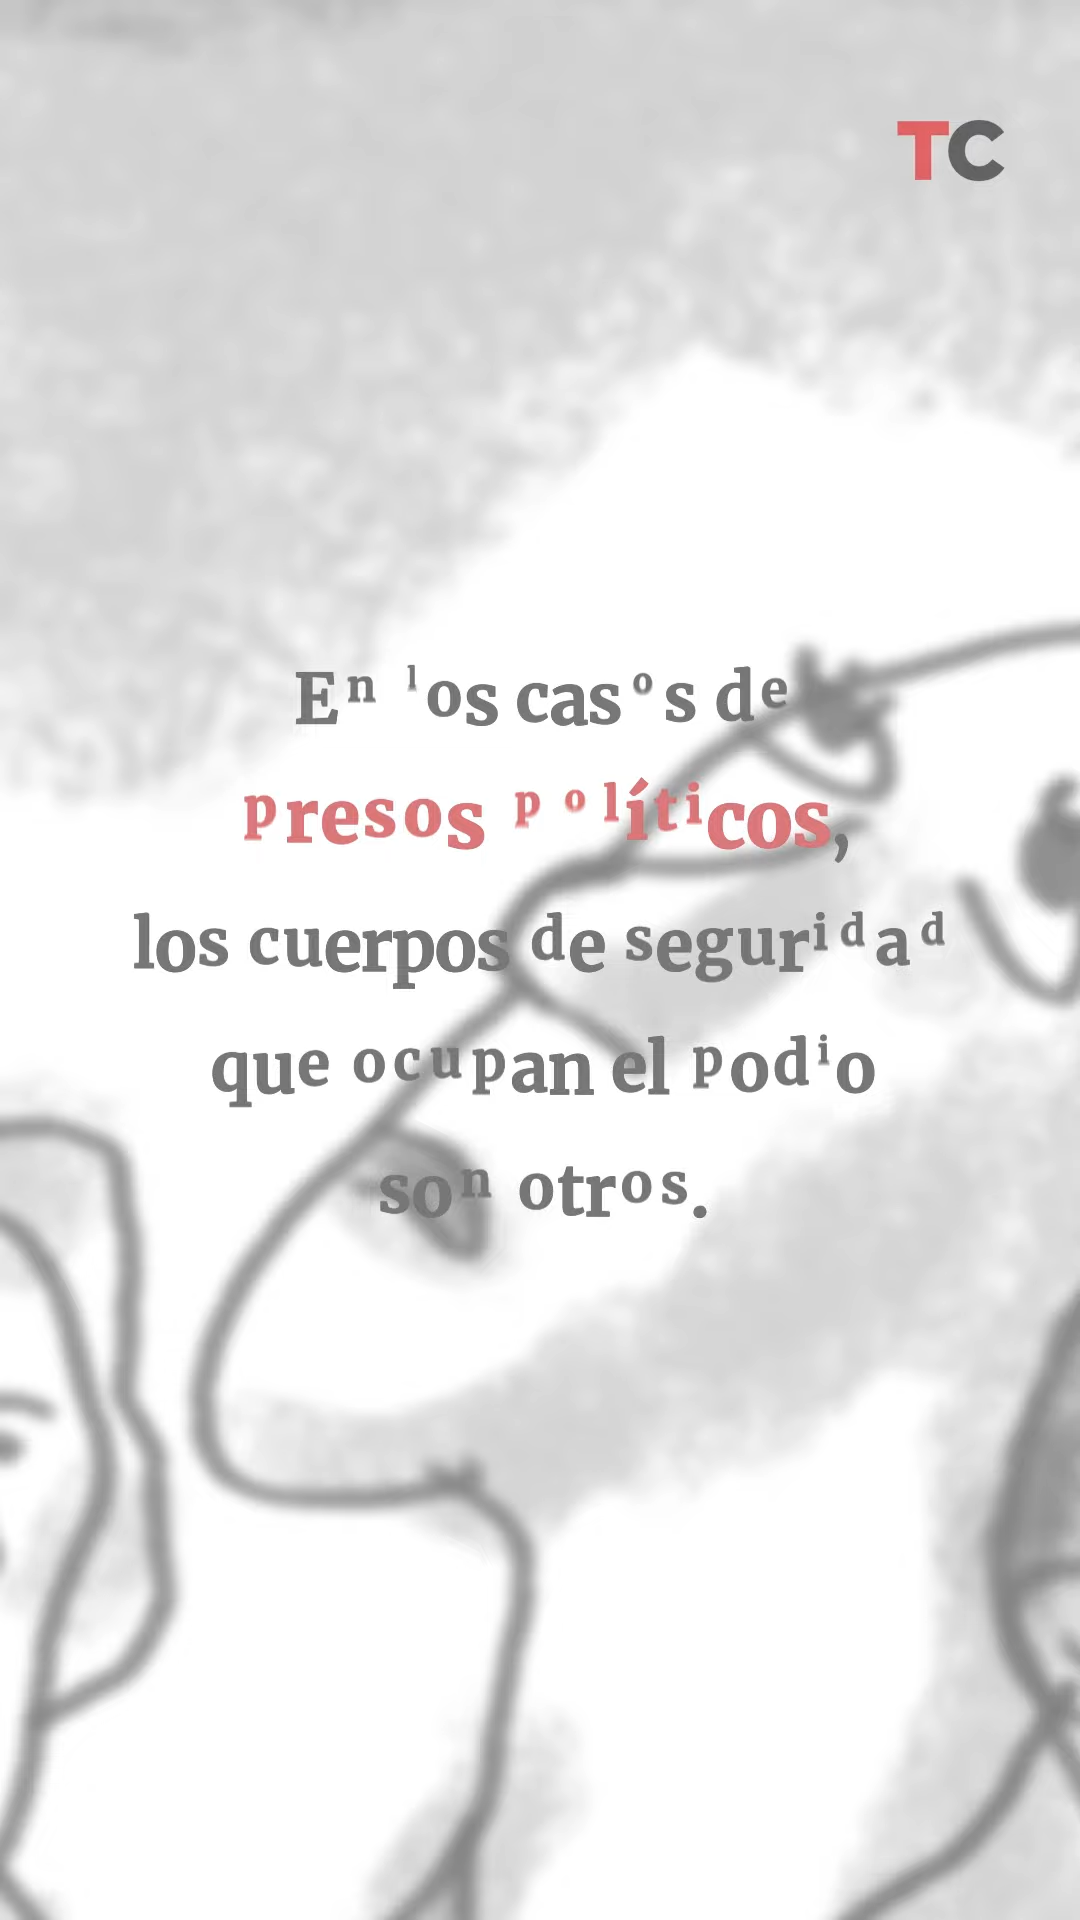 TC
En los casos de
presos políticos,
los cuerpos de seguridad
que ocupan el podio
son otros.